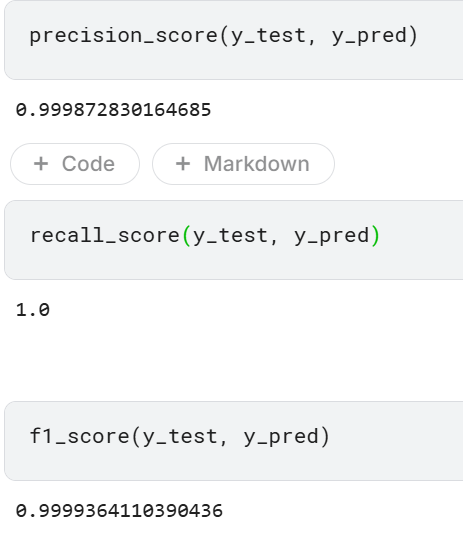 precision_score(y_test, y_pred)
0.999872830164685
+ Code + Markdown
recall_score(y_test, y_pred)
1.0
f1_score(y_test, y_pred)
0.9999364110390436